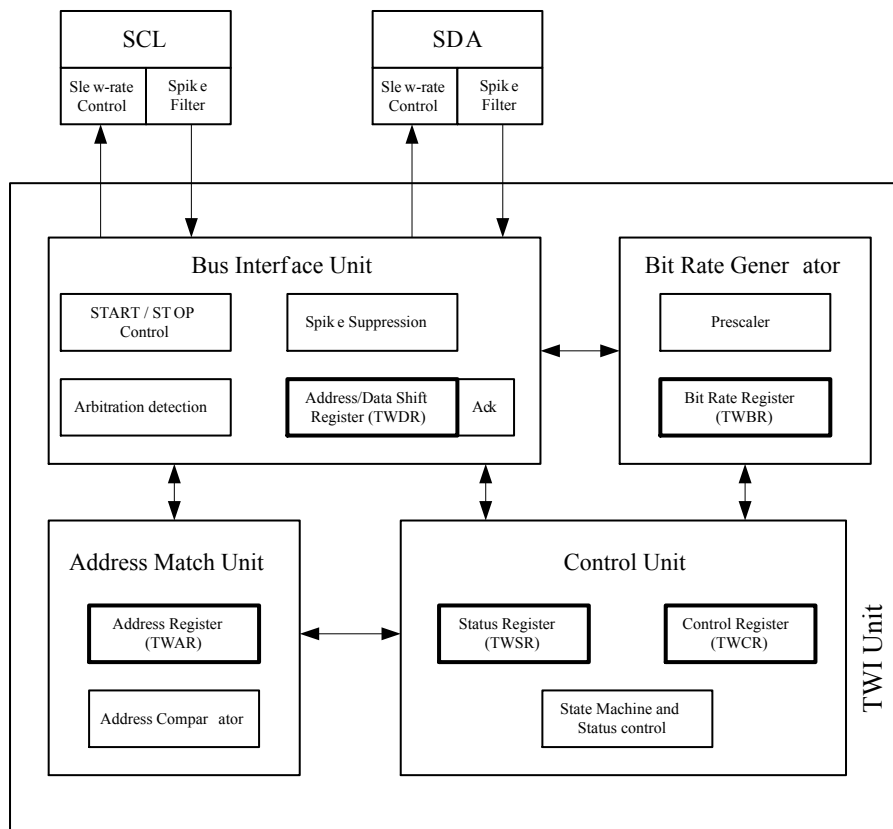 SCL
Slew-rate
Control
Spike
Filter
SDA
Slew-rate
Control
Spike
Filter
Bus Interface Unit
START / STOP
Control
Spike Suppression
Arbitration detection
Address/Data Shift
Register (TWDR)
Ack
Bit Rate Generator
Prescaler
Bit Rate Register
(TWBR)
Address Match Unit
Address Register
(TWAR)
Address Comparator
Control Unit
Status Register
(TWSR)
Control Register
(TWCR)
State Machine and
Status control
TWI Unit